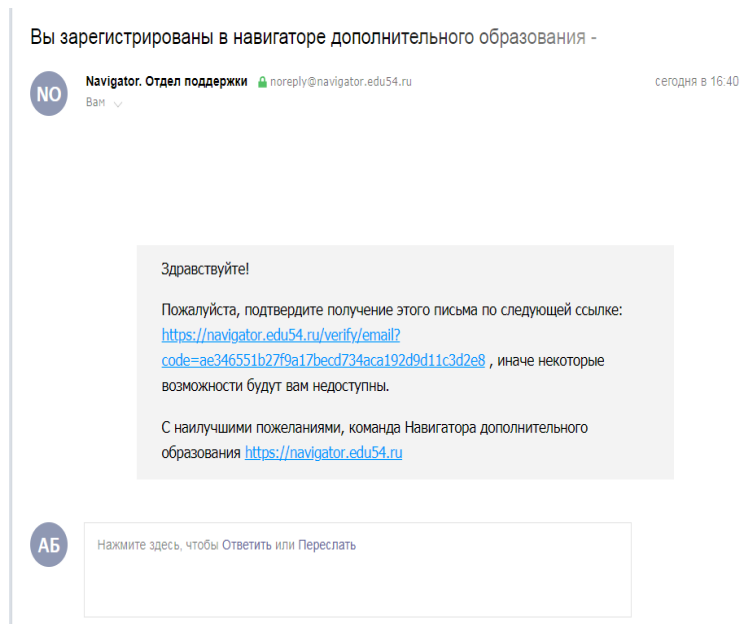 Вы зарегистрированы в навигаторе дополнительного образования -
NO
Navigator. Отдел поддержки noreply@navigator.edu54.ru сегодня в 16:40
Вам
Здравствуйте!
Пожалуйста, подтвердите получение этого письма по следующей ссылке:
https://navigator.edu54.ru/verify/email?
code=ae346551b27f9a17becd734aca192d9d11c3d2e8 , иначе некоторые
возможности будут вам недоступны.
С наилучшими пожеланиями, команда Навигатора дополнительного
образования https://navigator.edu54.ru
АБ
Нажмите здесь, чтобы Ответить или Переслать